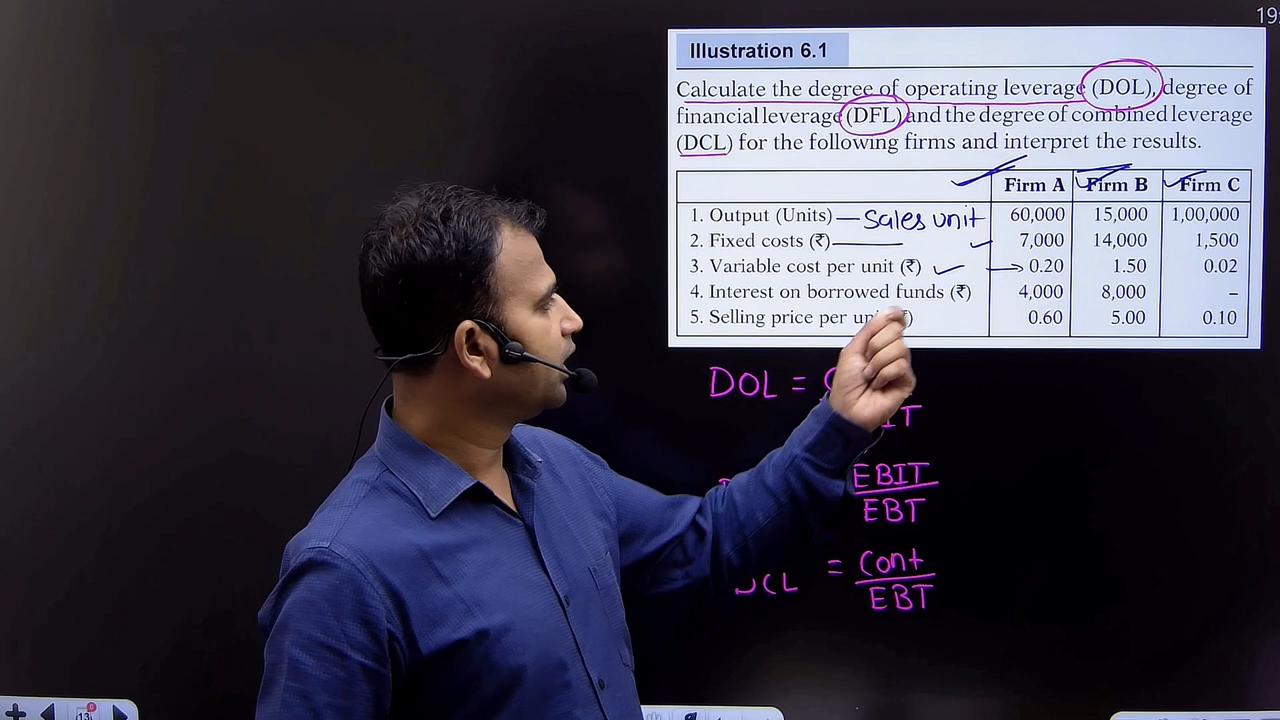 19:
Illustration 6.1
Calculate the degree of operating leverage (DOL), degree of
financial leverage (DFL) and the degree of combined leverage
(DCL) for the following firms and interpret the results.
Firm A Firm B Firm C
1. Output (Units) — Sales unit 60,000 15,000 1,00,000
2. Fixed costs (₹) 7,000 14,000 1,500
3. Variable cost per unit (₹) 0.20 1.50 0.02
4. Interest on borrowed funds (₹) 4,000 8,000 –
5. Selling price per 0.60 5.00 0.10
DOL =
EBIT
EBT
= Cont
EBT
13
0